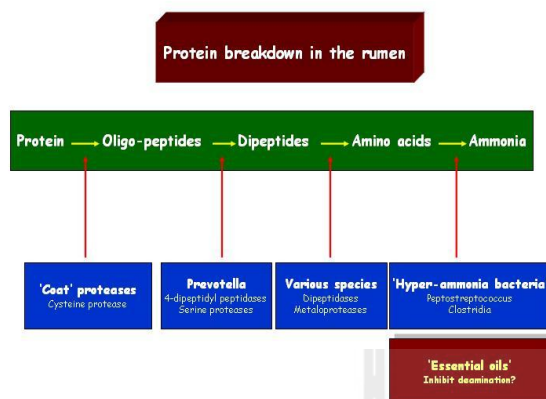 Protein breakdown in the rumen
Protein Oligo-peptides Dipeptides Amino acids Ammonia
'Coat' proteases
Cysteine protease
Prevotella
4-dipeptidyl peptidases
Serine proteases
Various species
Dipeptidases
Metaloproteases
'Hyper-ammonia bacteria
Peptostreptococcus
Clostridia
'Essential oils'
Inhibit deamination?